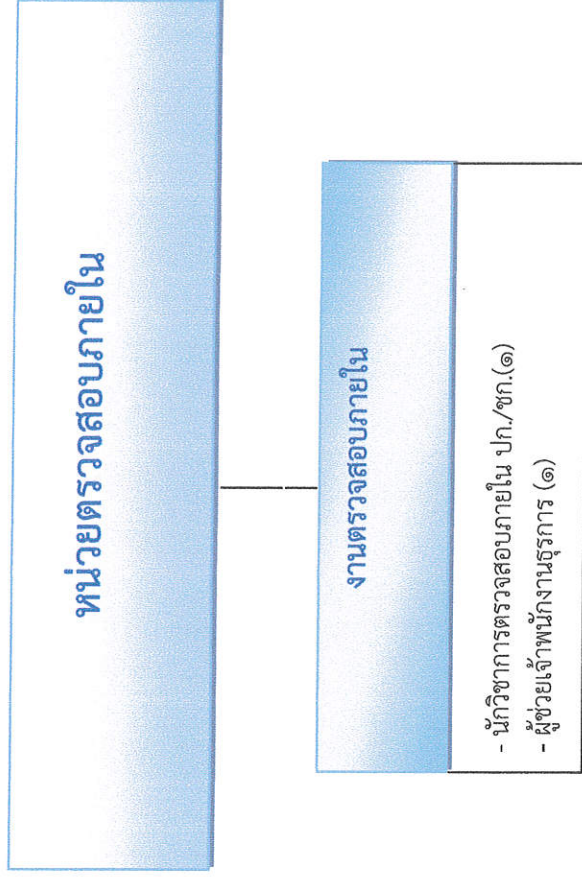 หน่วยตรวจสอบภายใน
งานตรวจสอบภายใน
- นักวิชาการตรวจสอบภายใน ปก./ชก.(๑)
- ผู้ช่วยเจ้าพนักงานธุรการ (๑)